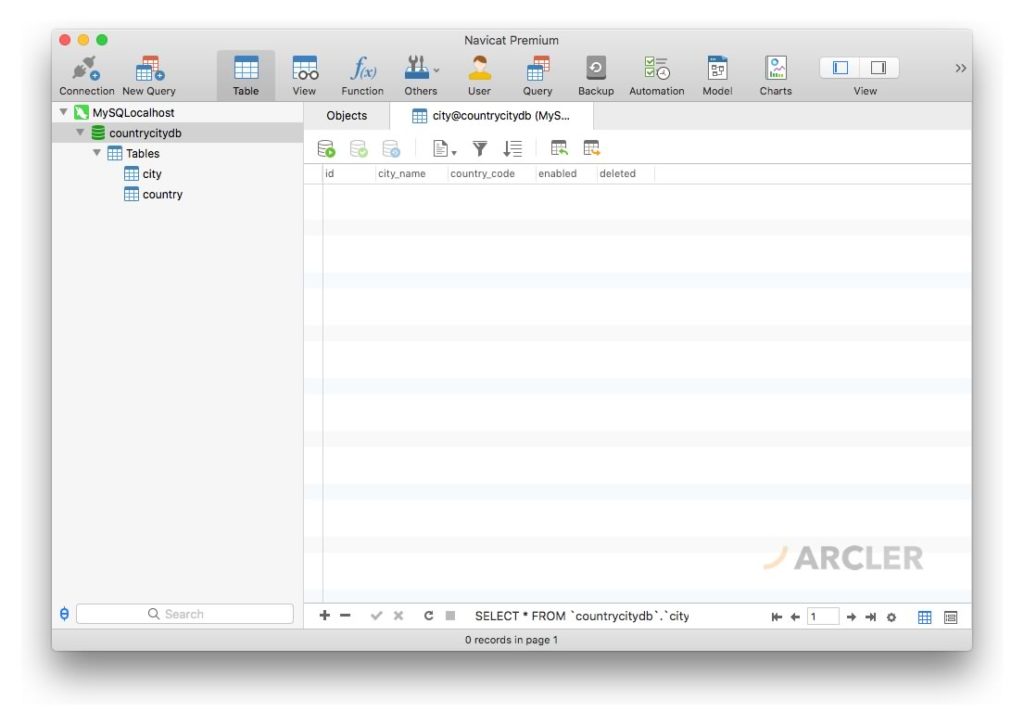 Navicat Premium
Connection New Query Table View Function Others User Query Backup Automation Model Charts View
f(x)
MySQLocalhost
countrycitydb
Tables
city
country
Objects city@countrycitydb (MyS...
id city_name country_code enabled deleted
ARCLER
Search
SELECT * FROM `countrycitydb`.`city
1
0 records in page 1